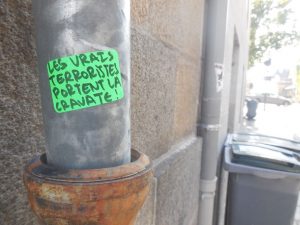 LES VRAIS
TERRORISTES
PORTENT LA
CRAVATE!